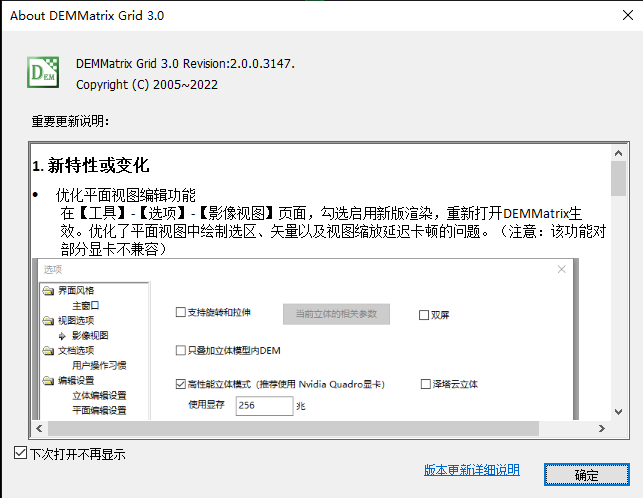 About DEMMatrix Grid 3.0
DEM
DEMMatrix Grid 3.0 Revision:2.0.0.3147.
Copyright (C) 2005~2022
重要更新说明：
1. 新特性或变化
• 优化平面视图编辑功能
在【工具】-【选项】-【影像视图】页面，勾选启用新版渲染，重新打开DEMMatrix生
效。优化了平面视图中绘制选区、矢量以及视图缩放延迟卡顿的问题。（注意：该功能对
部分显卡不兼容）
选项
界面风格
主窗口
视图选项
影像视图
文档选项
用户操作习惯
编辑设置
立体编辑设置
平面编辑设置
支持旋转和拉伸 当前立体的相关参数 双屏
只叠加立体模型内DEM
高性能立体模式（推荐使用 Nvidia Quadro显卡） 泽塔云立体
使用显存 256 兆
下次打开不再显示
版本更新详细说明
确定